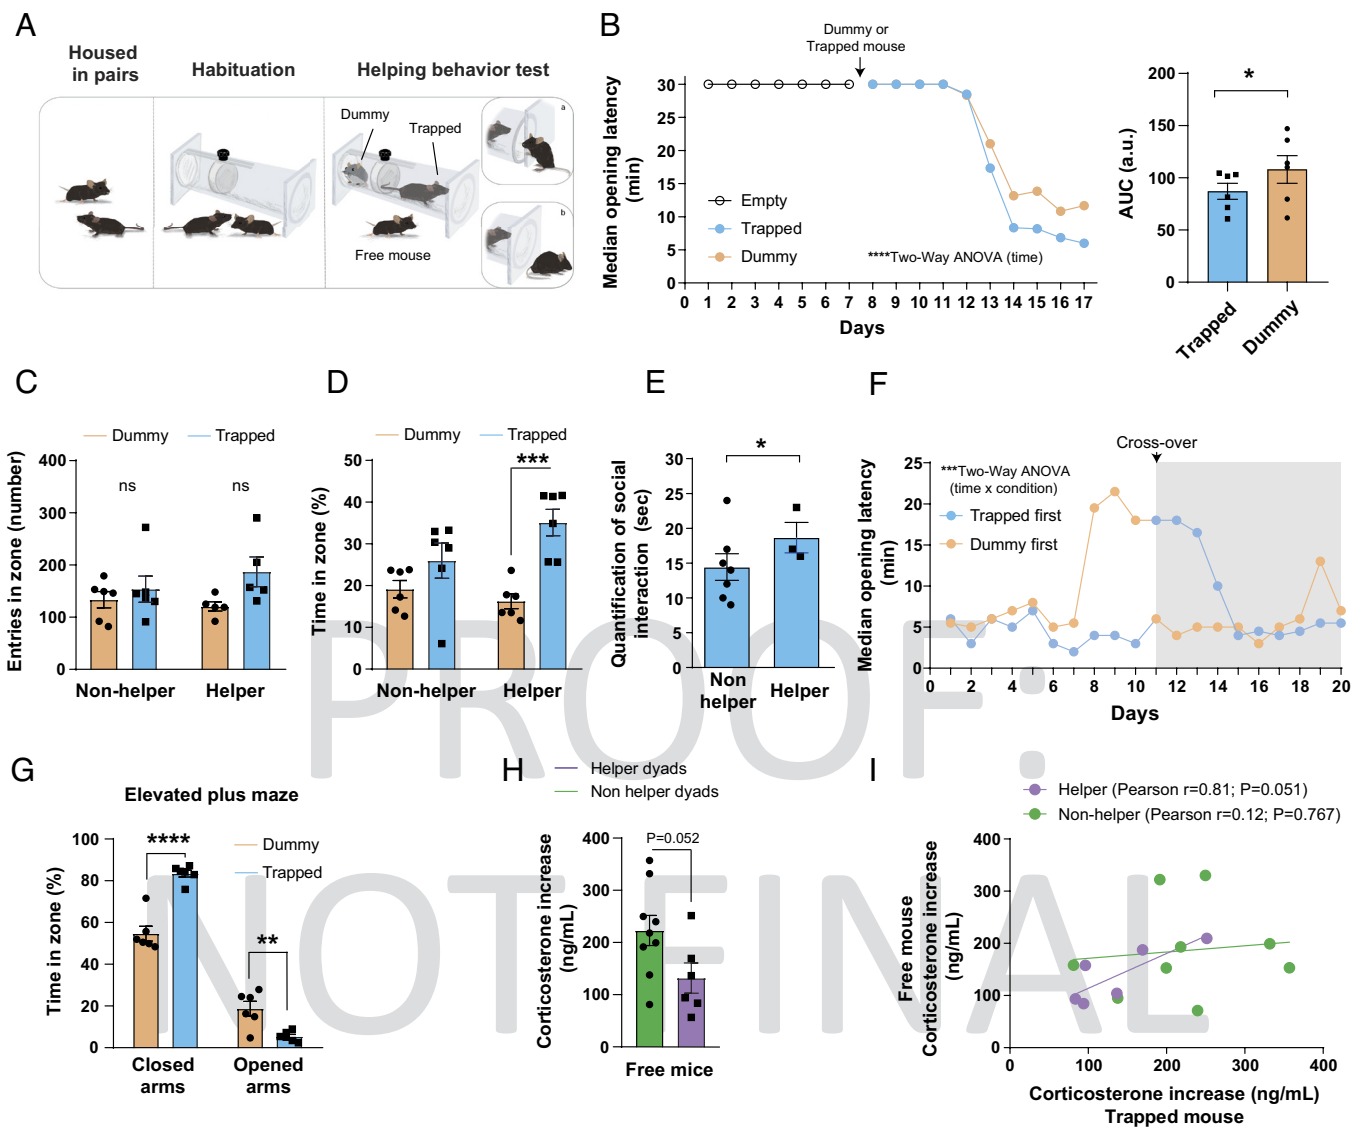 A
Housed
in pairs
Habituation
Helping behavior test
Dummy
Trapped
Free mouse
a
b
B
Dummy or
Trapped mouse
Median opening latency
(min)
30
25
20
15
10
5
0
Empty
Trapped
Dummy
****Two-Way ANOVA (time)
0 1 2 3 4 5 6 7 8 9 10 11 12 13 14 15 16 17
Days
AUC (a.u.)
200
150
100
50
0
*
Trapped
Dummy
C
Dummy
Trapped
Entries in zone (number)
400
300
200
100
0
ns
ns
Non-helper
Helper
D
Dummy
Trapped
Time in zone (%)
50
40
30
20
10
0
***
Non-helper
Helper
E
Quantification of social
interaction (sec)
30
25
20
15
10
5
0
*
Non
helper
Helper
F
Cross-over
Median opening latency
(min)
25
20
15
10
5
0
***Two-Way ANOVA
(time x condition)
Trapped first
Dummy first
0 2 4 6 8 10 12 14 16 18 20
Days
G
Elevated plus maze
Time in zone (%)
100
80
60
40
20
0
****
**
Dummy
Trapped
Closed
arms
Opened
arms
H
Helper dyads
Non helper dyads
Corticosterone increase
(ng/mL)
400
300
200
100
0
P=0.052
Free mice
I
Helper (Pearson r=0.81; P=0.051)
Non-helper (Pearson r=0.12; P=0.767)
Free mouse
Corticosterone increase
(ng/mL)
400
300
200
100
0
0 100 200 300 400
Corticosterone increase (ng/mL)
Trapped mouse
PROOF:
NOT FINAL